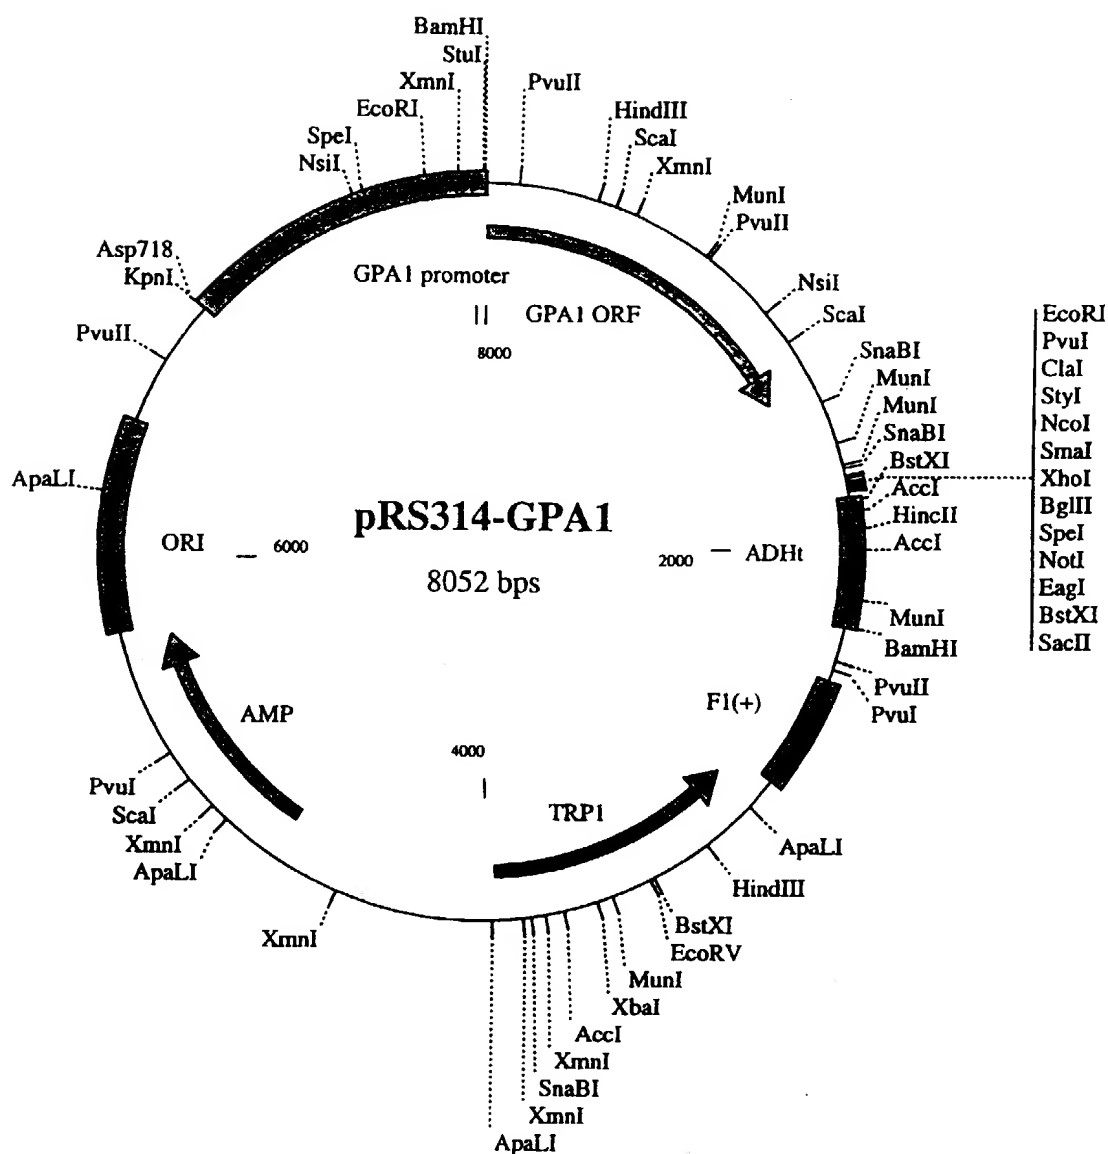 BamHI
StuI
XmnI
PvuII
EcoRI
HindIII
SpeI
ScaI
NsiI
XmnI
MunI
PvuII
Asp718
KpnI
GPA1 promoter
NsiI
GPA1 ORF
ScaI
PvuII
8000
SnaBI
MunI
MunI
SnaBI
BstXI
AccI
HincII
AccI
EcoRI
PvuI
ClaI
StyI
NcoI
SmaI
XhoI
BglII
SpeI
NotI
EagI
BstXI
SacII
ApaLI
pRS314-GPA1
8052 bps
ORI
6000
2000
ADHt
MunI
BamHI
PvuII
PvuI
F1(+)
AMP
4000
TRP1
PvuI
ScaI
XmnI
ApaLI
ApaLI
HindIII
XmnI
BstXI
EcoRV
MunI
XbaI
AccI
XmnI
SnaBI
XmnI
ApaLI